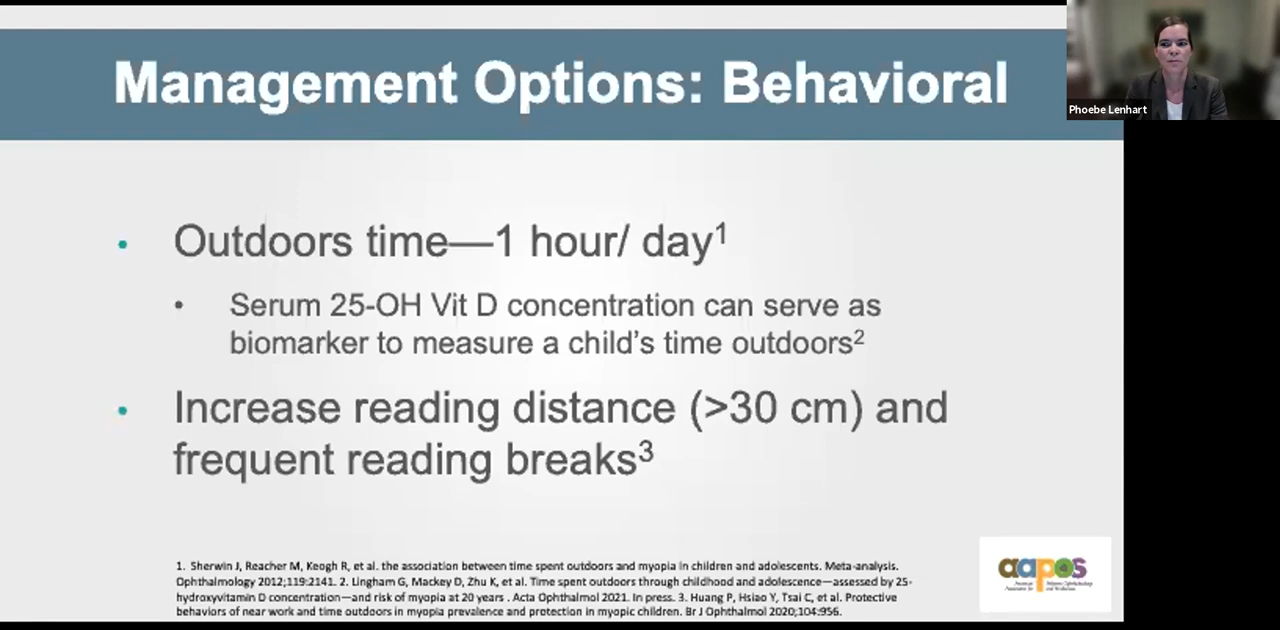 Management Options: Behavioral
Phoebe Lenhart
• Outdoors time—1 hour/ day1
• Serum 25-OH Vit D concentration can serve as
biomarker to measure a child's time outdoors2
• Increase reading distance (>30 cm) and
frequent reading breaks3
1. Sherwin J, Reacher M, Keogh R, et al. the association between time spent outdoors and myopia in children and adolescents. Meta-analysis.
Ophthalmology 2012;119:2141. 2. Lingham G, Mackey D, Zhu K, et al. Time spent outdoors through childhood and adolescence—assessed by 25-
hydroxyvitamin D concentration—and risk of myopia at 20 years . Acta Ophthalmol 2021. In press. 3. Huang P, Hsiao Y, Tsai C, et al. Protective
behaviors of near work and time outdoors in myopia prevalence and protection in myopic children. Br J Ophthalmol 2020;104:956.
aapos